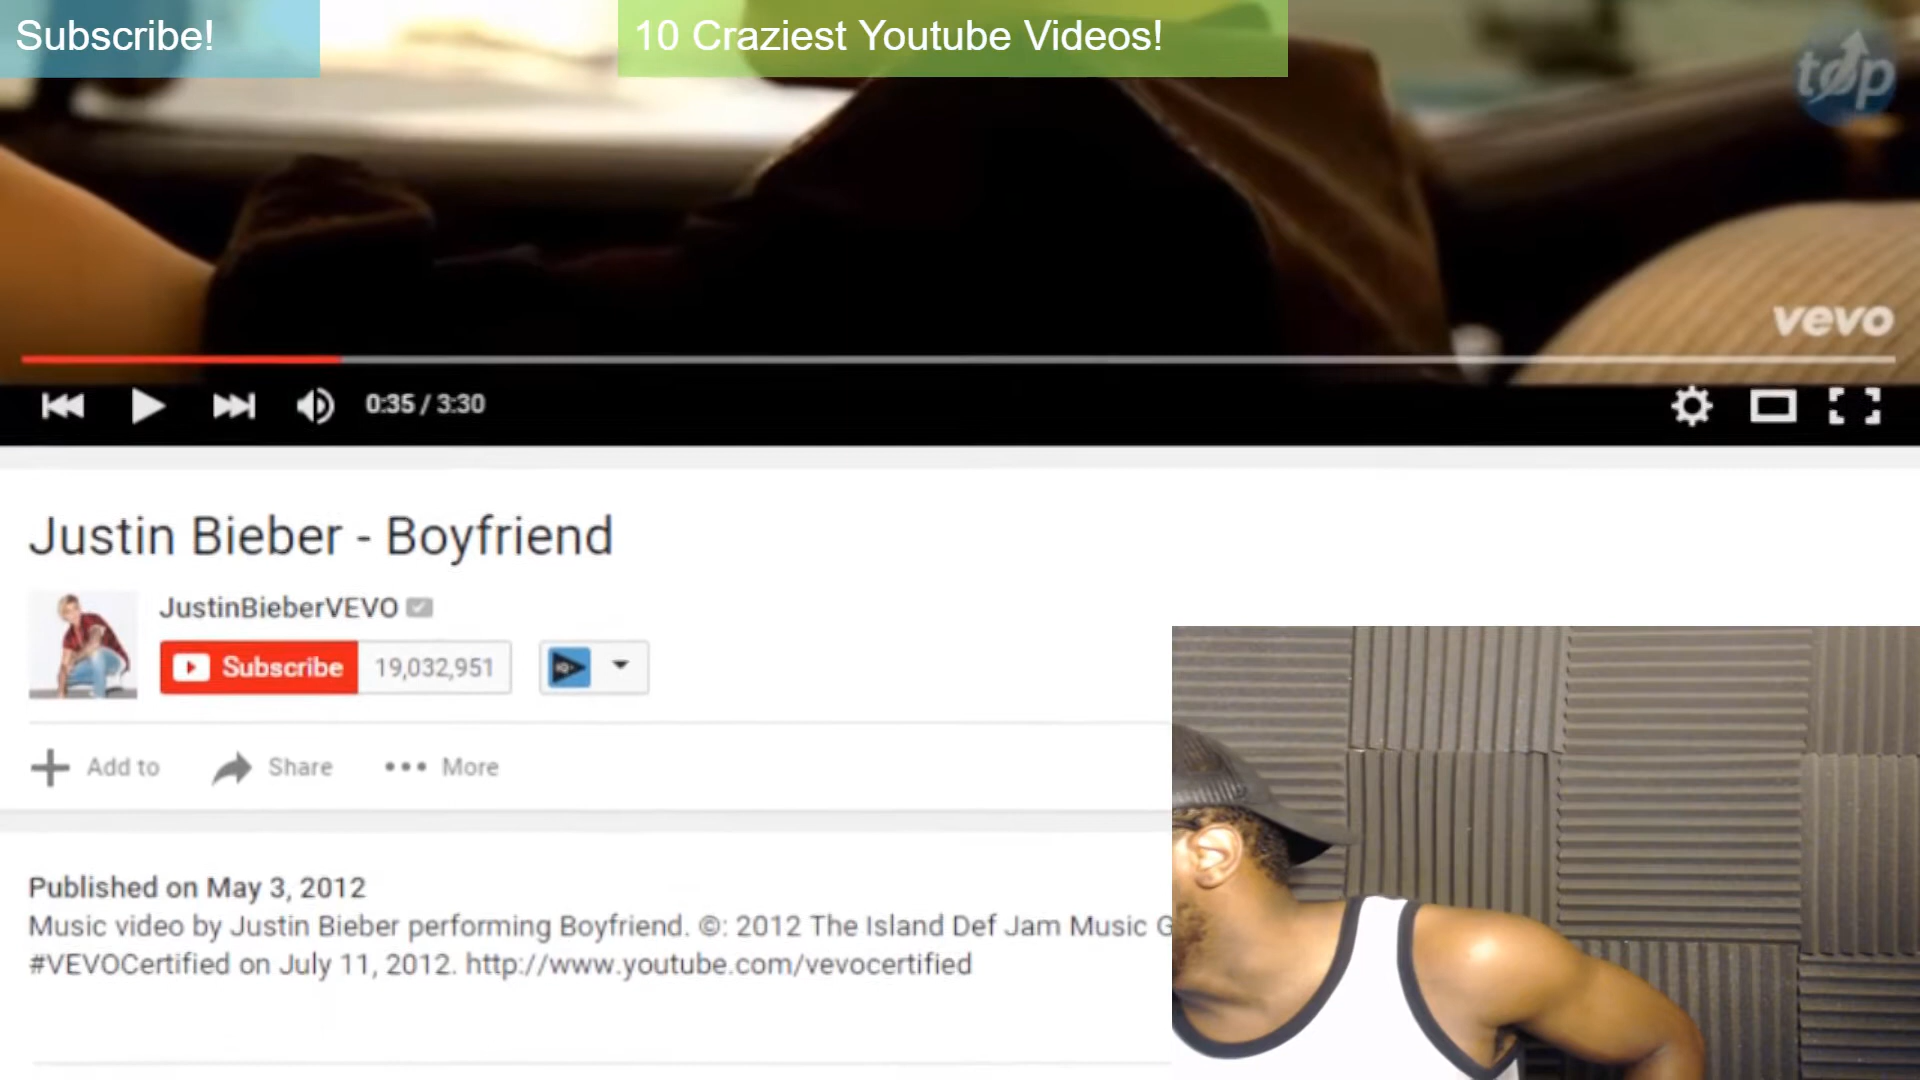 Subscribe!
10 Craziest Youtube Videos!
top
vevo
0:35 / 3:30
Justin Bieber - Boyfriend
JustinBieberVEVO
Subscribe 19,032,951
Add to Share More
Published on May 3, 2012
Music video by Justin Bieber performing Boyfriend. ©: 2012 The Island Def Jam Music G
#VEVOCertified on July 11, 2012. http://www.youtube.com/vevocertified